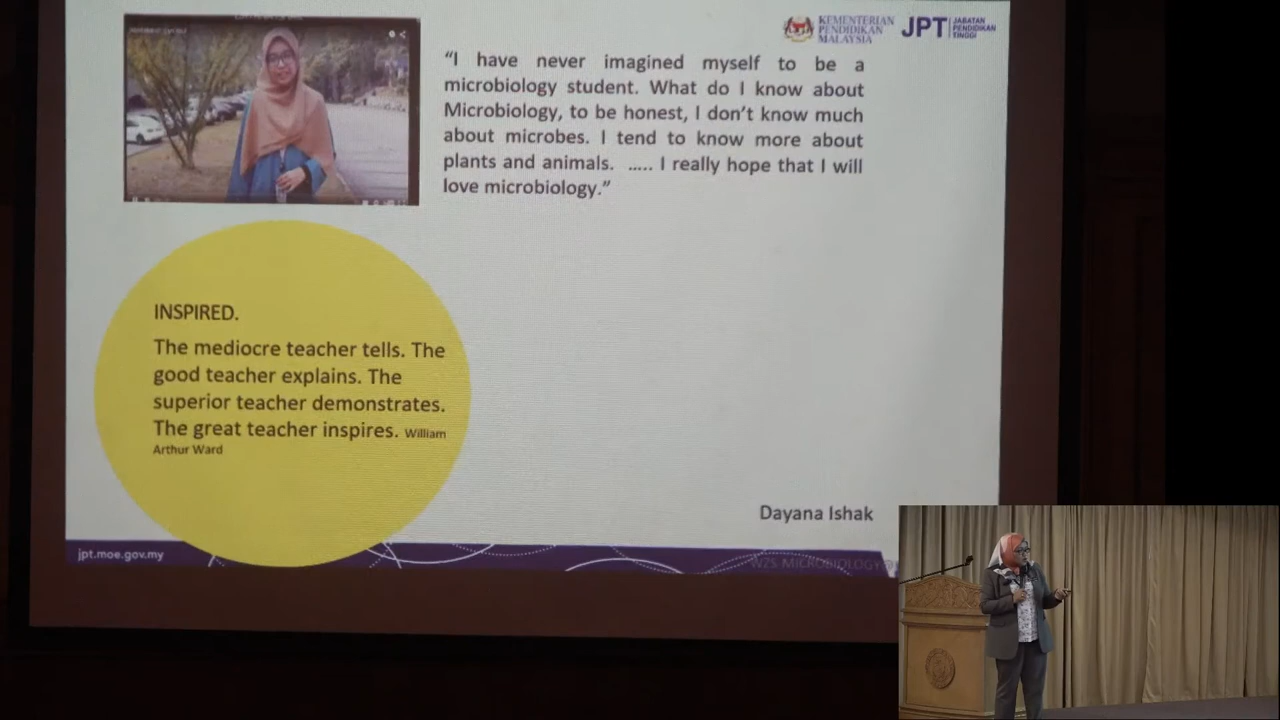 KEMENTERIAN
PENDIDIKAN
MALAYSIA
JPT
JABATAN
PENDIDIKAN
TINGGI
“I have never imagined myself to be a
microbiology student. What do I know about
Microbiology, to be honest, I don’t know much
about microbes. I tend to know more about
plants and animals. ..... I really hope that I will
love microbiology.”
INSPIRED.
The mediocre teacher tells. The
good teacher explains. The
superior teacher demonstrates.
The great teacher inspires. William
Arthur Ward
Dayana Ishak
jpt.moe.gov.my
W2S MICROBIOLOGY@